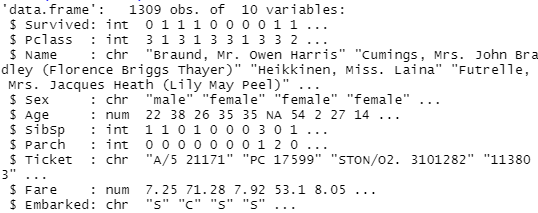 'data.frame':   1309 obs. of  10 variables:
 $ Survived: int  0 1 1 1 0 0 0 0 1 1 ...
 $ Pclass  : int  3 1 3 1 3 3 1 3 3 2 ...
 $ Name    : chr  "Braund, Mr. Owen Harris" "Cumings, Mrs. John Bra
dley (Florence Briggs Thayer)" "Heikkinen, Miss. Laina" "Futrelle,
 Mrs. Jacques Heath (Lily May Peel)" ...
 $ Sex     : chr  "male" "female" "female" "female" ...
 $ Age     : num  22 38 26 35 35 NA 54 2 27 14 ...
 $ SibSp   : int  1 1 0 1 0 0 0 3 0 1 ...
 $ Parch   : int  0 0 0 0 0 0 0 1 2 0 ...
 $ Ticket  : chr  "A/5 21171" "PC 17599" "STON/O2. 3101282" "11380
3" ...
 $ Fare    : num  7.25 71.28 7.92 53.1 8.05 ...
 $ Embarked: chr  "S" "C" "S" "S" ...